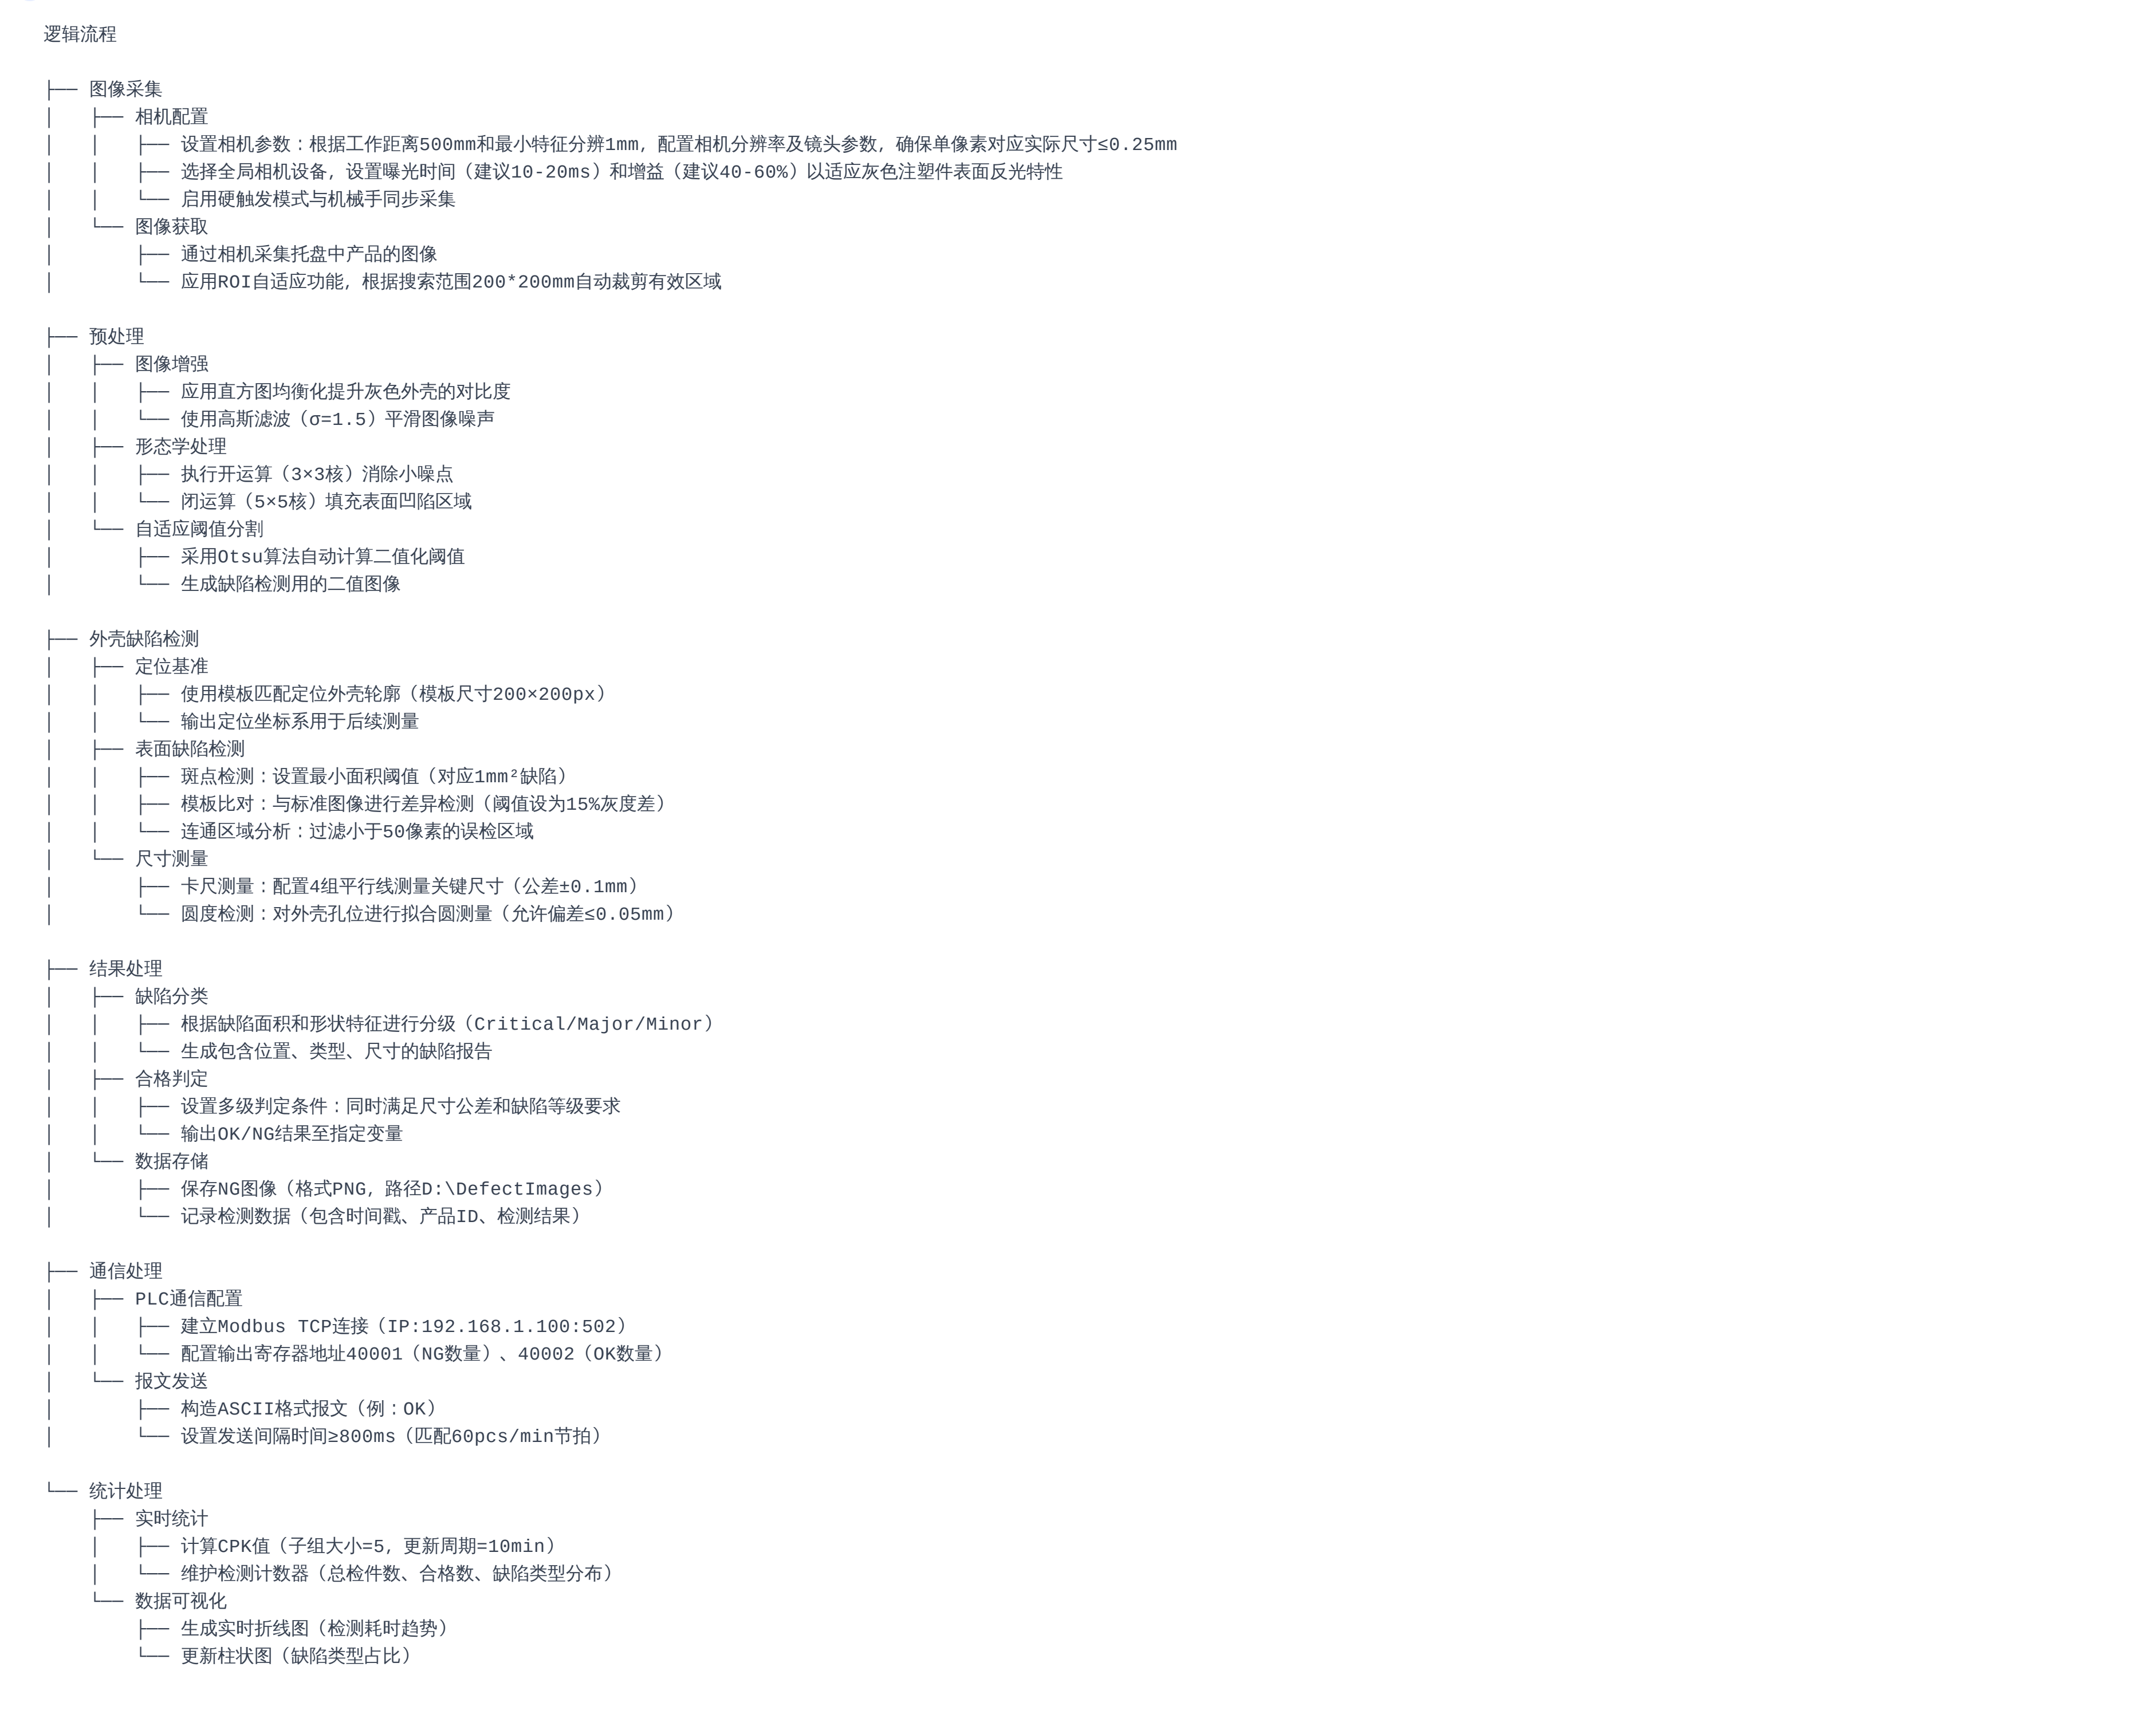 逻辑流程
├── 图像采集
│   ├── 相机配置
│   │   ├── 设置相机参数：根据工作距离500mm和最小特征分辨1mm，配置相机分辨率及镜头参数，确保单像素对应实际尺寸≤0.25mm
│   │   ├── 选择全局相机设备，设置曝光时间（建议10-20ms）和增益（建议40-60%）以适应灰色注塑件表面反光特性
│   │   └── 启用硬触发模式与机械手同步采集
│   └── 图像获取
│       ├── 通过相机采集托盘中产品的图像
│       └── 应用ROI自适应功能，根据搜索范围200*200mm自动裁剪有效区域
├── 预处理
│   ├── 图像增强
│   │   ├── 应用直方图均衡化提升灰色外壳的对比度
│   │   └── 使用高斯滤波（σ=1.5）平滑图像噪声
│   ├── 形态学处理
│   │   ├── 执行开运算（3×3核）消除小噪点
│   │   └── 闭运算（5×5核）填充表面凹陷区域
│   └── 自适应阈值分割
│       ├── 采用Otsu算法自动计算二值化阈值
│       └── 生成缺陷检测用的二值图像
├── 外壳缺陷检测
│   ├── 定位基准
│   │   ├── 使用模板匹配定位外壳轮廓（模板尺寸200×200px）
│   │   └── 输出定位坐标系用于后续测量
│   ├── 表面缺陷检测
│   │   ├── 斑点检测：设置最小面积阈值（对应1mm²缺陷）
│   │   ├── 模板比对：与标准图像进行差异检测（阈值设为15%灰度差）
│   │   └── 连通区域分析：过滤小于50像素的误检区域
│   └── 尺寸测量
│       ├── 卡尺测量：配置4组平行线测量关键尺寸（公差±0.1mm）
│       └── 圆度检测：对外壳孔位进行拟合圆测量（允许偏差≤0.05mm）
├── 结果处理
│   ├── 缺陷分类
│   │   ├── 根据缺陷面积和形状特征进行分级（Critical/Major/Minor）
│   │   └── 生成包含位置、类型、尺寸的缺陷报告
│   ├── 合格判定
│   │   ├── 设置多级判定条件：同时满足尺寸公差和缺陷等级要求
│   │   └── 输出OK/NG结果至指定变量
│   └── 数据存储
│       ├── 保存NG图像（格式PNG，路径D:\DefectImages）
│       └── 记录检测数据（包含时间戳、产品ID、检测结果）
├── 通信处理
│   ├── PLC通信配置
│   │   ├── 建立Modbus TCP连接（IP:192.168.1.100:502）
│   │   └── 配置输出寄存器地址40001（NG数量）、40002（OK数量）
│   └── 报文发送
│       ├── 构造ASCII格式报文（例：OK）
│       └── 设置发送间隔时间≥800ms（匹配60pcs/min节拍）
└── 统计处理
    ├── 实时统计
    │   ├── 计算CPK值（子组大小=5，更新周期=10min）
    │   └── 维护检测计数器（总检件数、合格数、缺陷类型分布）
    └── 数据可视化
        ├── 生成实时折线图（检测耗时趋势）
        └── 更新柱状图（缺陷类型占比）